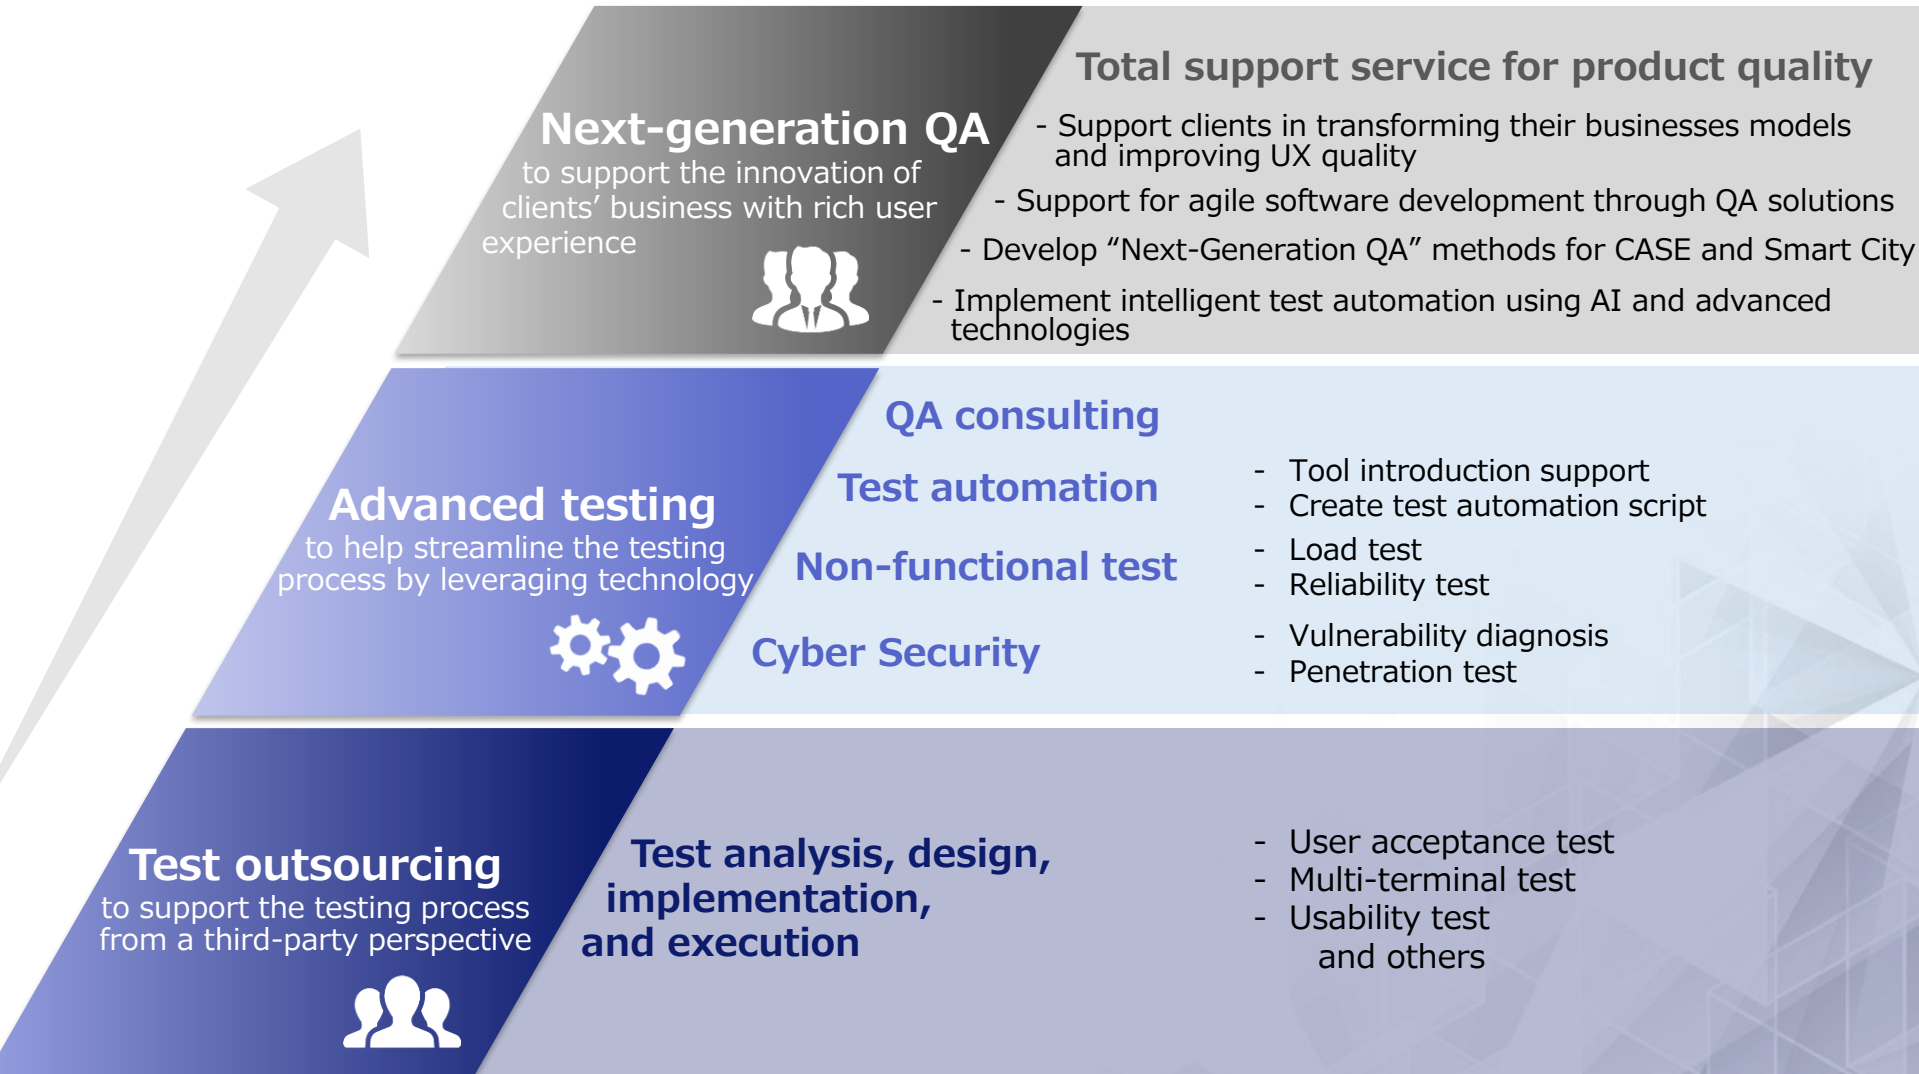 Next-generation QA
to support the innovation of
clients’ business with rich user
experience
Total support service for product quality
- Support clients in transforming their businesses models
and improving UX quality
- Support for agile software development through QA solutions
- Develop “Next-Generation QA” methods for CASE and Smart City
- Implement intelligent test automation using AI and advanced
technologies
Advanced testing
to help streamline the testing
process by leveraging technology
QA consulting
Test automation
- Tool introduction support
- Create test automation script
Non-functional test
- Load test
- Reliability test
Cyber Security
- Vulnerability diagnosis
- Penetration test
Test outsourcing
to support the testing process
from a third-party perspective
Test analysis, design,
implementation,
and execution
- User acceptance test
- Multi-terminal test
- Usability test
and others